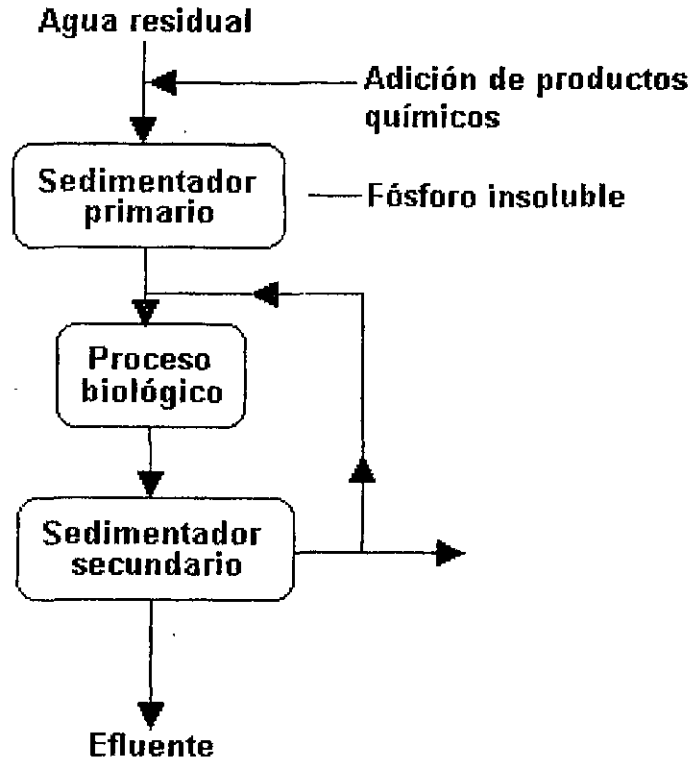 Agua residual
Adición de productos
químicos
Sedimentador
primario
Fósforo insoluble
Proceso
biológico
Sedimentador
secundario
Efluente